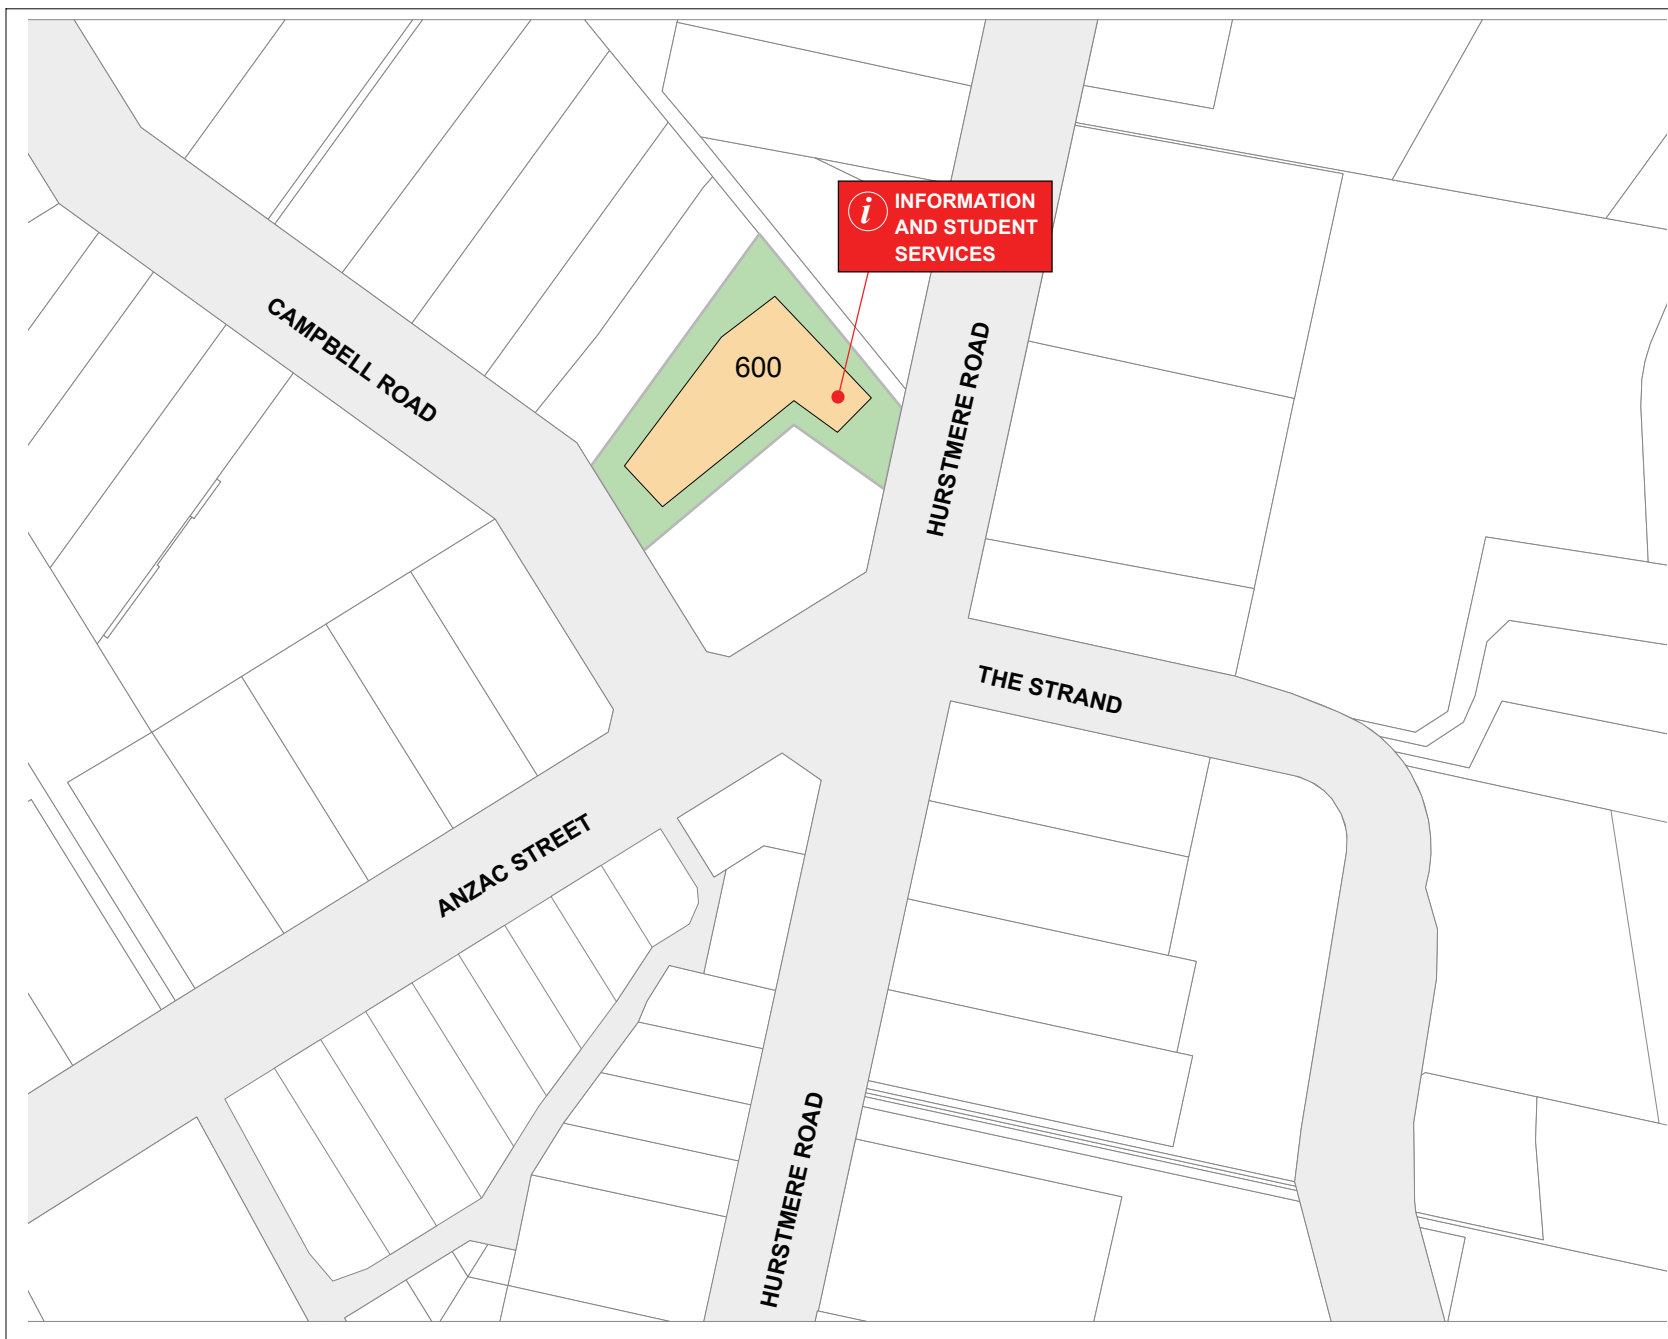 i INFORMATION
AND STUDENT
SERVICES
CAMPBELL ROAD
600
HURSTMERE ROAD
THE STRAND
ANZAC STREET
HURSTMERE ROAD